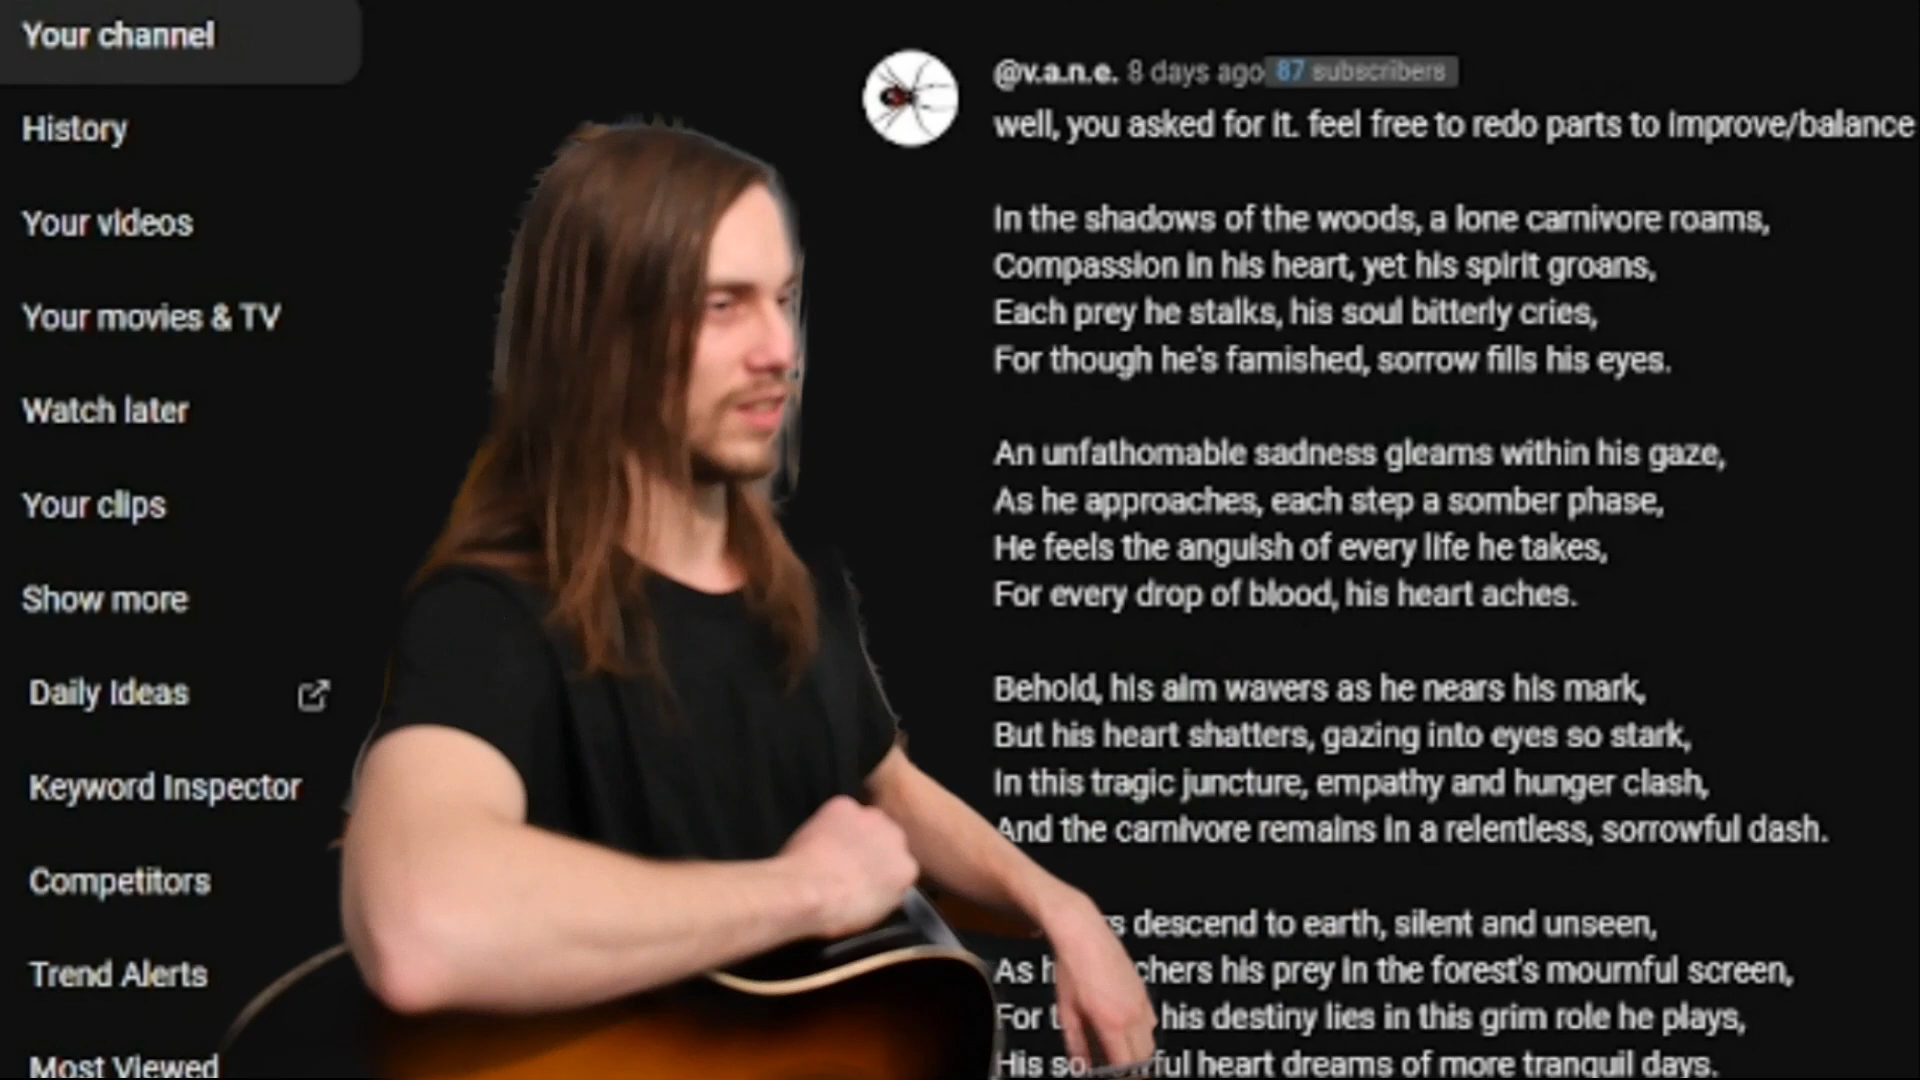 Your channel
History
Your videos
Your movies & TV
Watch later
Your clips
Show more
Daily Ideas
Keyword Inspector
Competitors
Trend Alerts
Most Viewed
@v.a.n.e. 8 days ago 87 subscribers
well, you asked for it. feel free to redo parts to improve/balance
In the shadows of the woods, a lone carnivore roams,
Compassion in his heart, yet his spirit groans,
Each prey he stalks, his soul bitterly cries,
For though he's famished, sorrow fills his eyes.
An unfathomable sadness gleams within his gaze,
As he approaches, each step a somber phase,
He feels the anguish of every life he takes,
For every drop of blood, his heart aches.
Behold, his aim wavers as he nears his mark,
But his heart shatters, gazing into eyes so stark,
In this tragic juncture, empathy and hunger clash,
And the carnivore remains in a relentless, sorrowful dash.
descend to earth, silent and unseen,
As his prey in the forest's mournful screen,
For his destiny lies in this grim role he plays,
His heart dreams of more tranquil days.